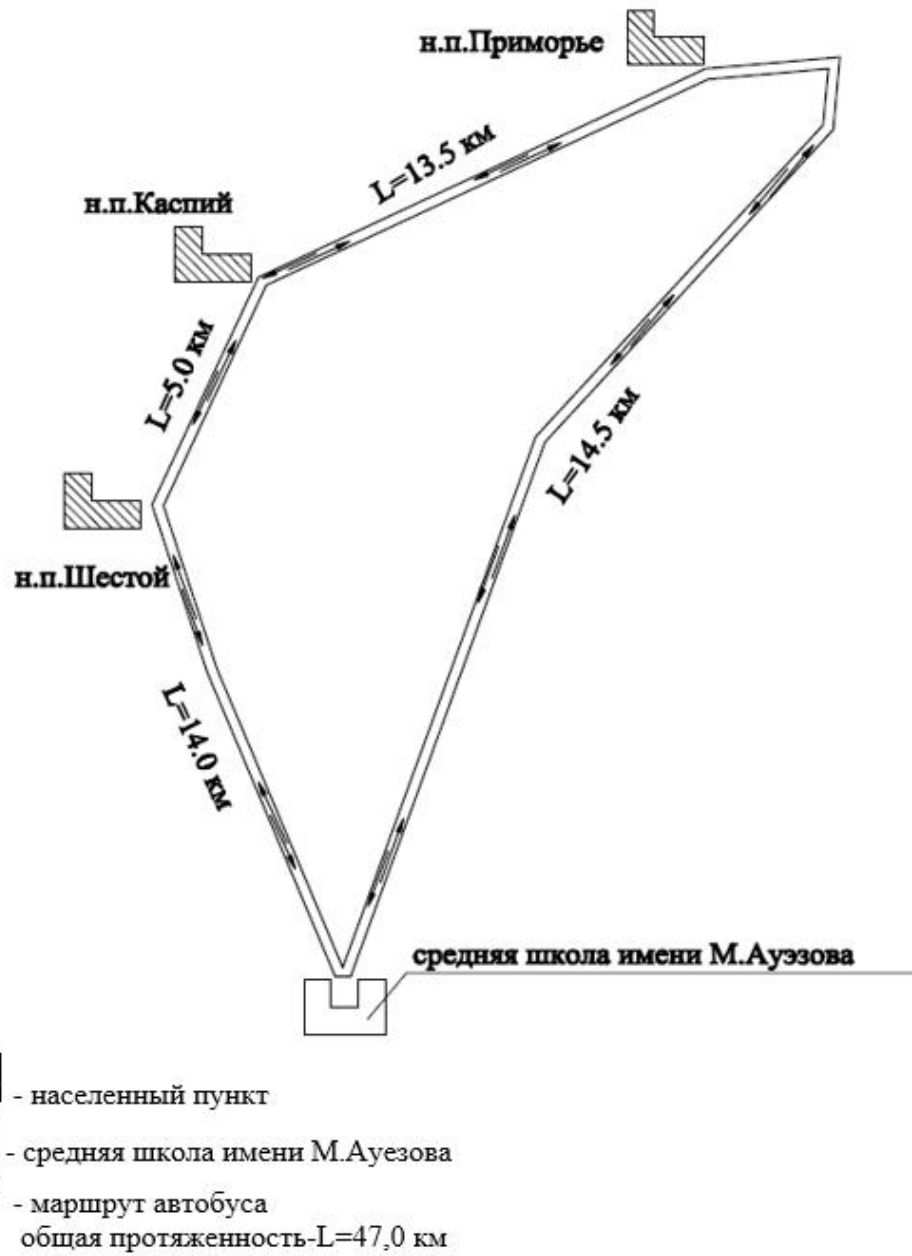 н.п.Приморье
L=13.5 км
н.п.Каспий
L=5.0 км
L=14.5 км
н.п.Шестой
L=14.0 км
средняя школа имени М.Ауэзова
- населенный пункт
- средняя школа имени М.Ауезова
- маршрут автобуса
общая протяженность-L=47,0 км